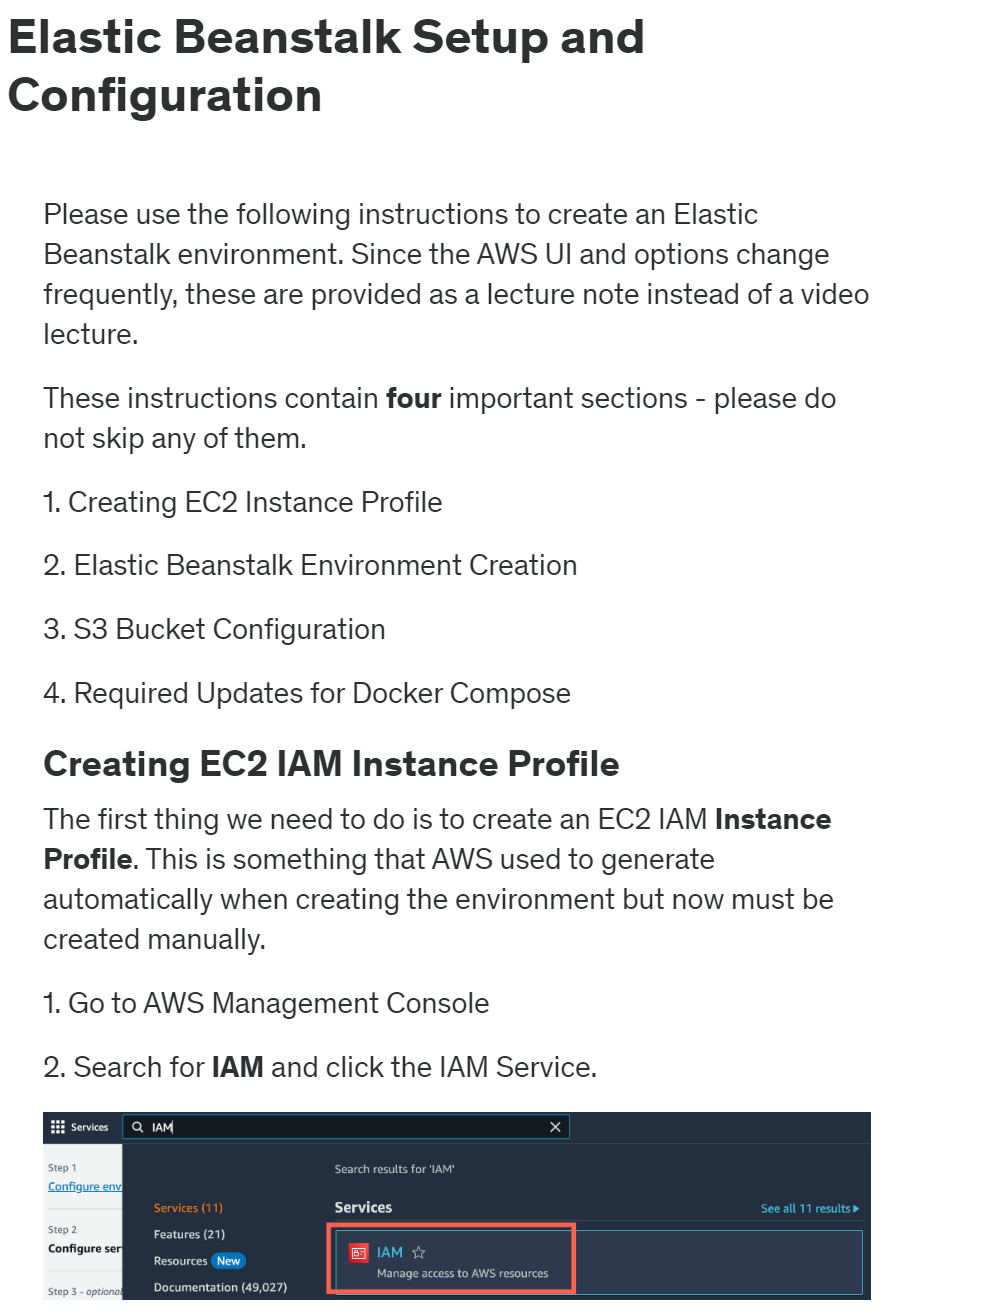 Elastic Beanstalk Setup and
Configuration
Please use the following instructions to create an Elastic
Beanstalk environment. Since the AWS UI and options change
frequently, these are provided as a lecture note instead of a video
lecture.
These instructions contain four important sections - please do
not skip any of them.
1. Creating EC2 Instance Profile
2. Elastic Beanstalk Environment Creation
3. S3 Bucket Configuration
4. Required Updates for Docker Compose
Creating EC2 IAM Instance Profile
The first thing we need to do is to create an EC2 IAM Instance
Profile. This is something that AWS used to generate
automatically when creating the environment but now must be
created manually.
1. Go to AWS Management Console
2. Search for IAM and click the IAM Service.
Services
IAM
Step 1
Configure env
Step 2
Configure ser
Step 3 - optional
Search results for 'IAM'
Services (11)
Features (21)
Resources New
Documentation (49,027)
Services
See all 11 results
IAM
Manage access to AWS resources